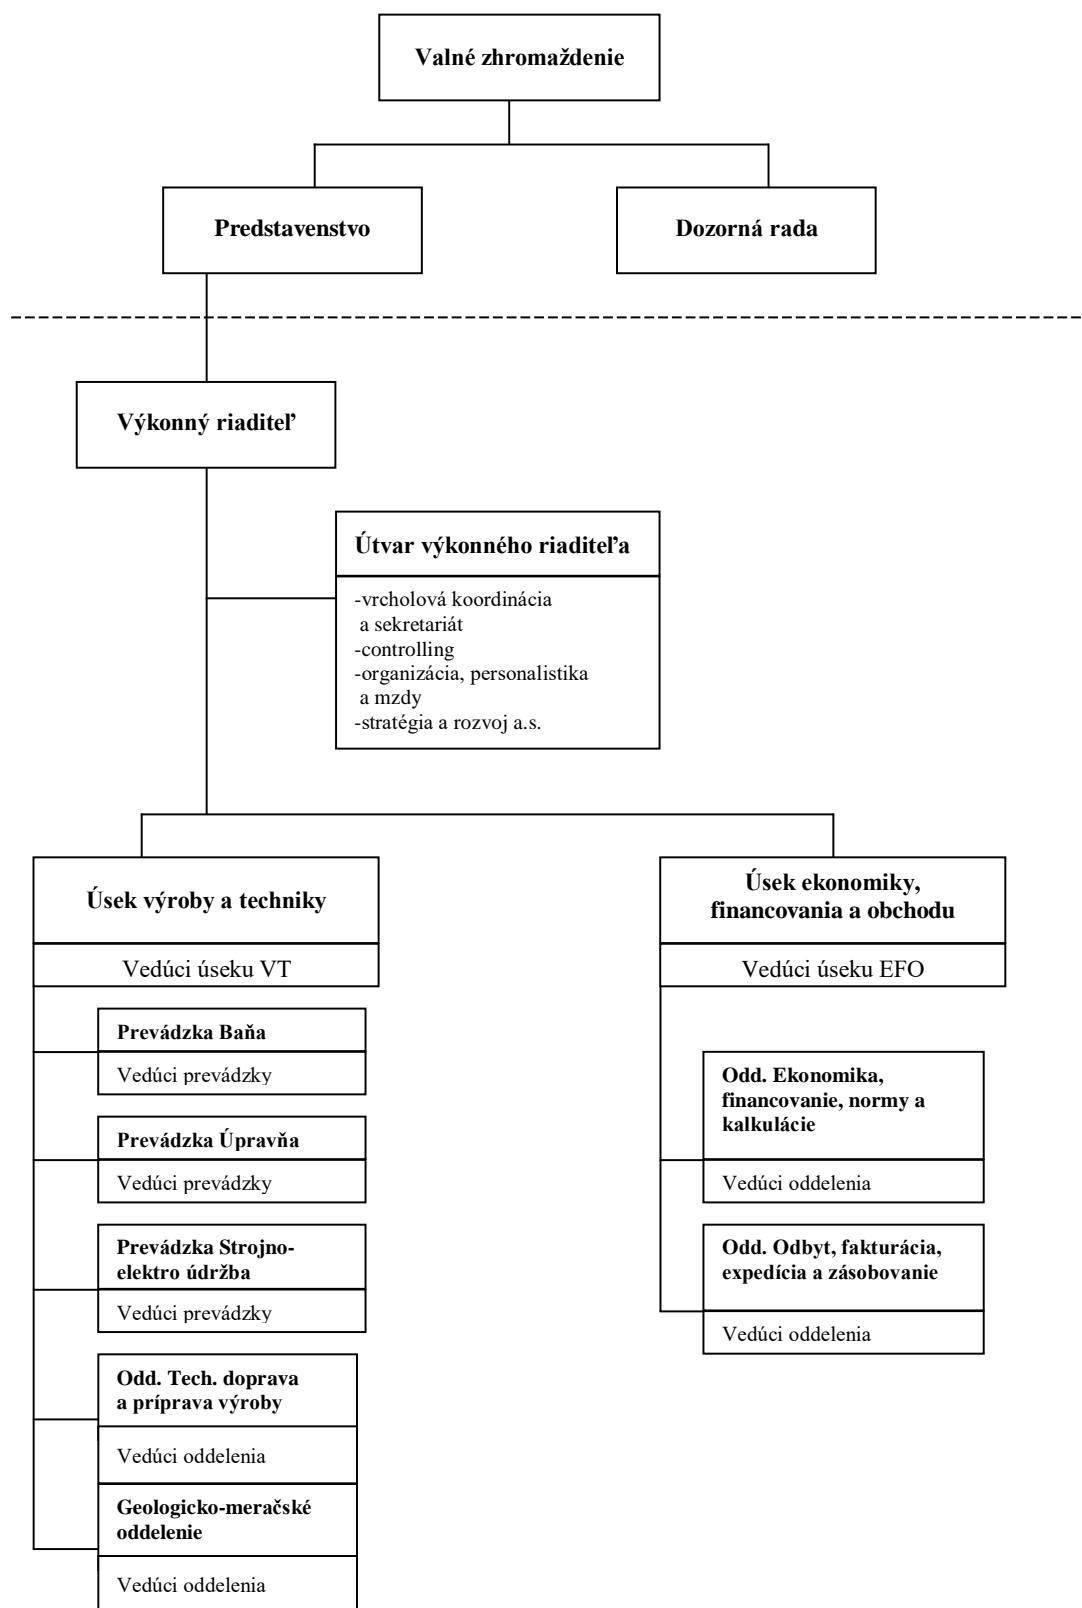 Valné zhromaždenie
Predstavenstvo
Dozorná rada
Výkonný riaditeľ
Útvar výkonného riaditeľa
-vrcholová koordinácia
a sekretariát
-controlling
-organizácia, personalistika
a mzdy
-stratégia a rozvoj a.s.
Úsek výroby a techniky
Vedúci úseku VT
Prevádzka Baňa
Vedúci prevádzky
Prevádzka Úpravňa
Vedúci prevádzky
Prevádzka Strojno-
elektro údržba
Vedúci prevádzky
Odd. Tech. doprava
a príprava výroby
Vedúci oddelenia
Geologicko-meračské
oddelenie
Vedúci oddelenia
Úsek ekonomiky,
financovania a obchodu
Vedúci úseku EFO
Odd. Ekonomika,
financovanie, normy a
kalkulácie
Vedúci oddelenia
Odd. Odbyt, fakturácia,
expedícia a zásobovanie
Vedúci oddelenia